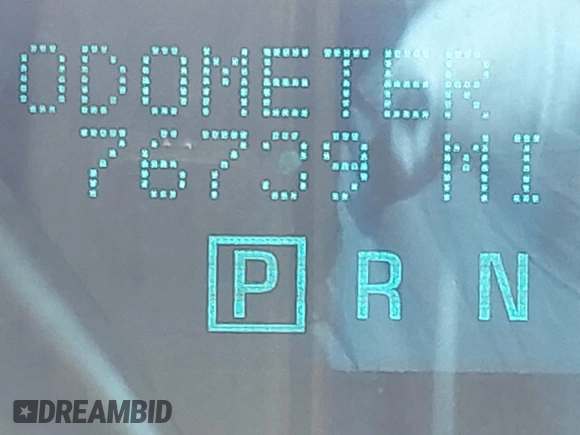 ODOMETER
76739 MI
P R N
DREAMBID